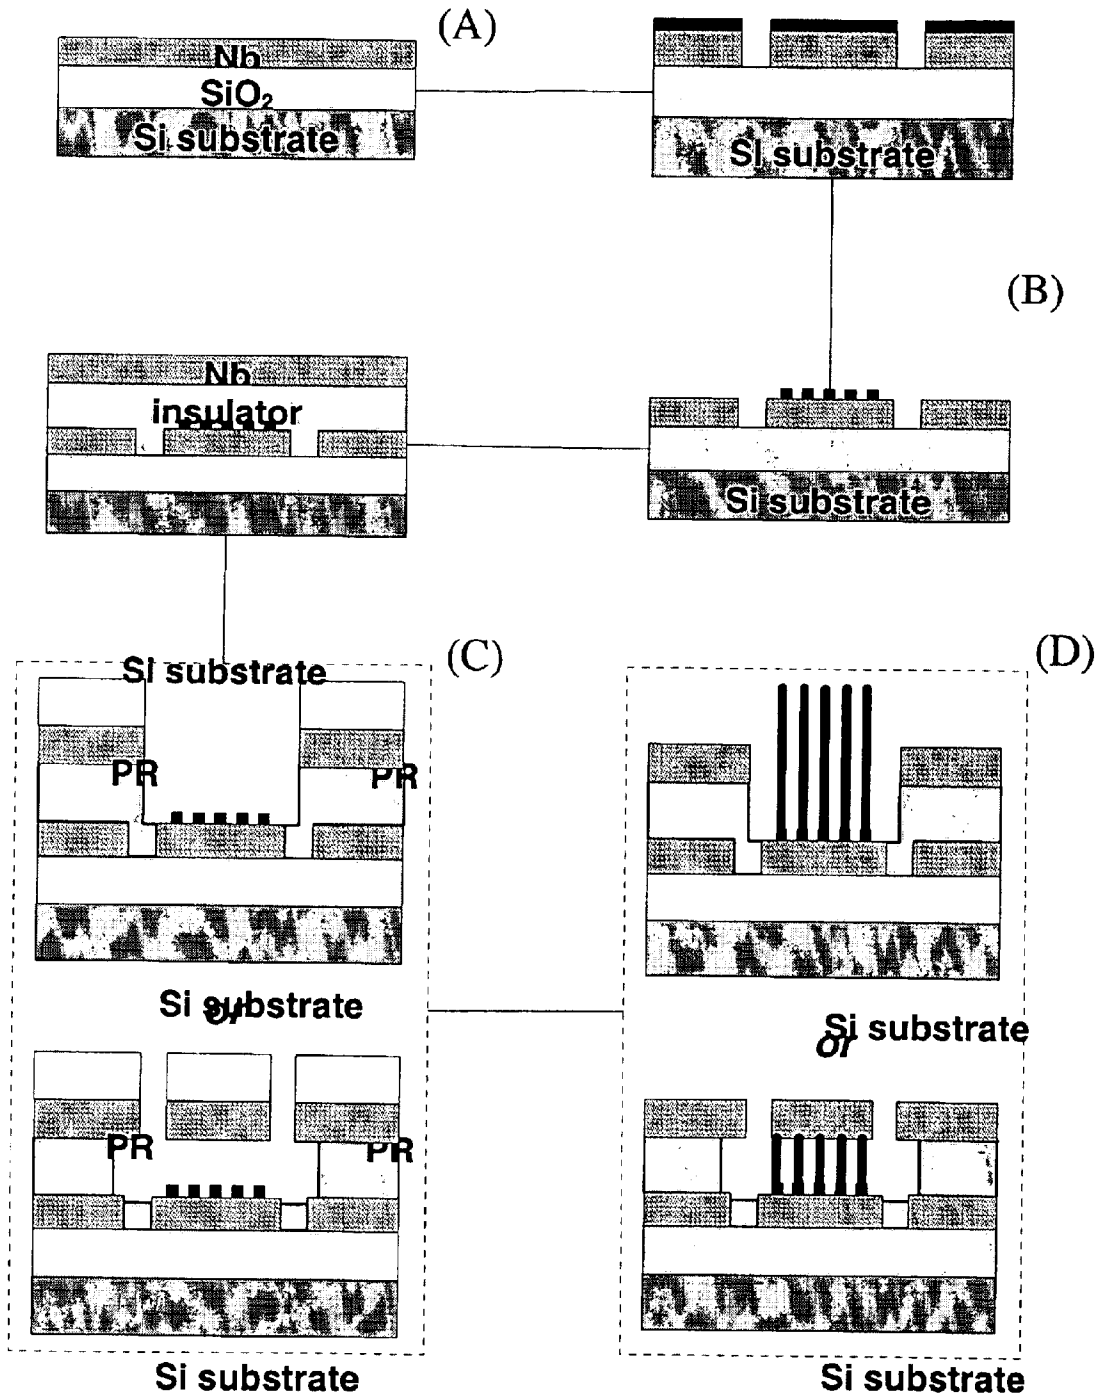 (A)
Nb
SiO₂
Si substrate
Si substrate
(B)
Nb
insulator
Si substrate
(C)
(D)
Si substrate
PR
PR
Si substrate
or
Si substrate
or
PR
PR
Si substrate
Si substrate